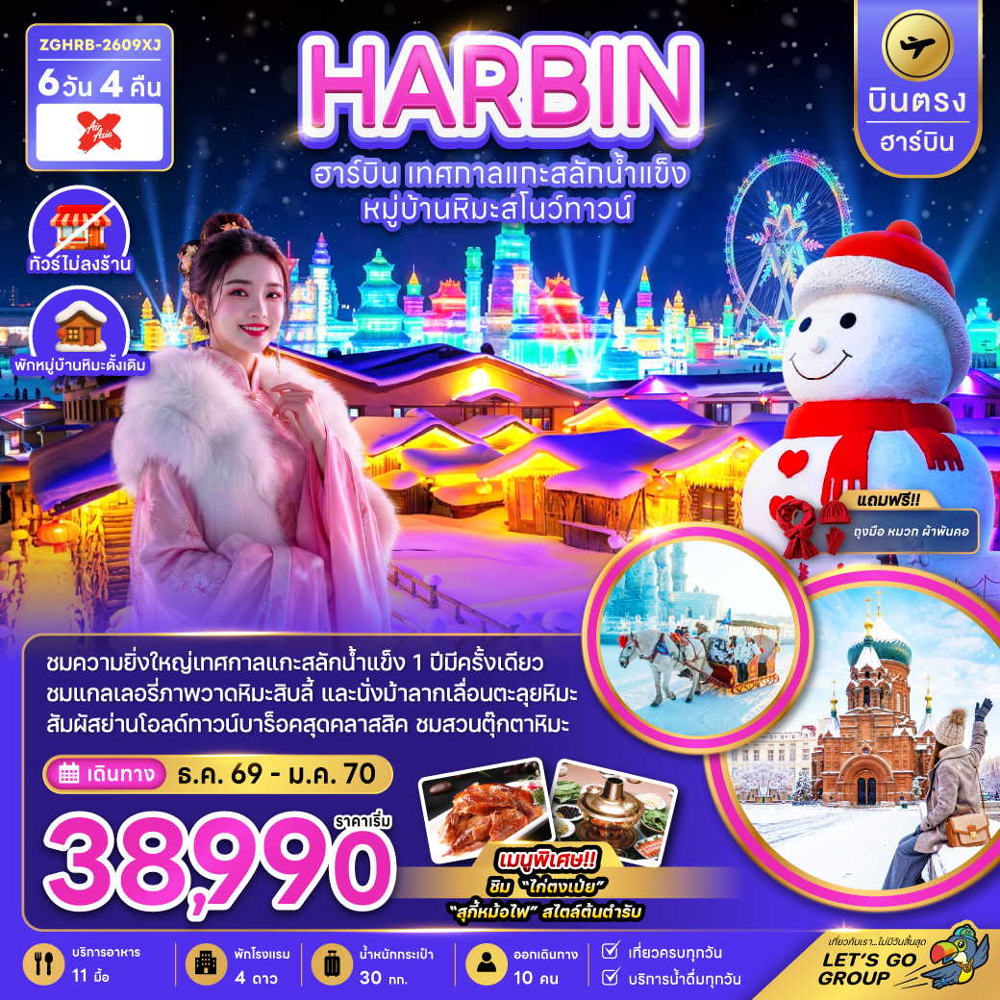 ZGHRB-2609XJ
6 วัน 4 คืน
Air Asia X
HARBIN
ฮาร์บิน เทศกาลแกะสลักน้ำแข็ง
หมู่บ้านหิมะสโนว์ทาวน์
บินตรง
ฮาร์บิน
ทัวร์ไม่ลงร้าน
พักหมู่บ้านหิมะดั้งเดิม
แถมฟรี!!
ถุงมือ หมวก ผ้าพันคอ
ชมความยิ่งใหญ่เทศกาลแกะสลักน้ำแข็ง 1 ปีมีครั้งเดียว
ชมแกลเลอรี่ภาพวาดหิมะสิบลี้ และนั่งม้าลากเลื่อนตะลุยหิมะ
สัมผัสย่านโอลด์ทาวน์บาร็อคสุดคลาสสิค ชมสวนตุ๊กตาหิมะ
เดินทาง ธ.ค. 69 - ม.ค. 70
ราคาเริ่ม
38,990
เมนูพิเศษ!!
ชิม "ไก่ตงเป่ย"
"สุกี้หม้อไฟ" สไตล์ต้นตำรับ
บริการอาหาร
11 มื้อ
พักโรงแรม
4 ดาว
น้ำหนักกระเป๋า
30 กก.
ออกเดินทาง
10 คน
เที่ยวครบทุกวัน
บริการน้ำดื่มทุกวัน
เที่ยวกับเรา...ไม่มีวันสิ้นสุด
LET'S GO
GROUP